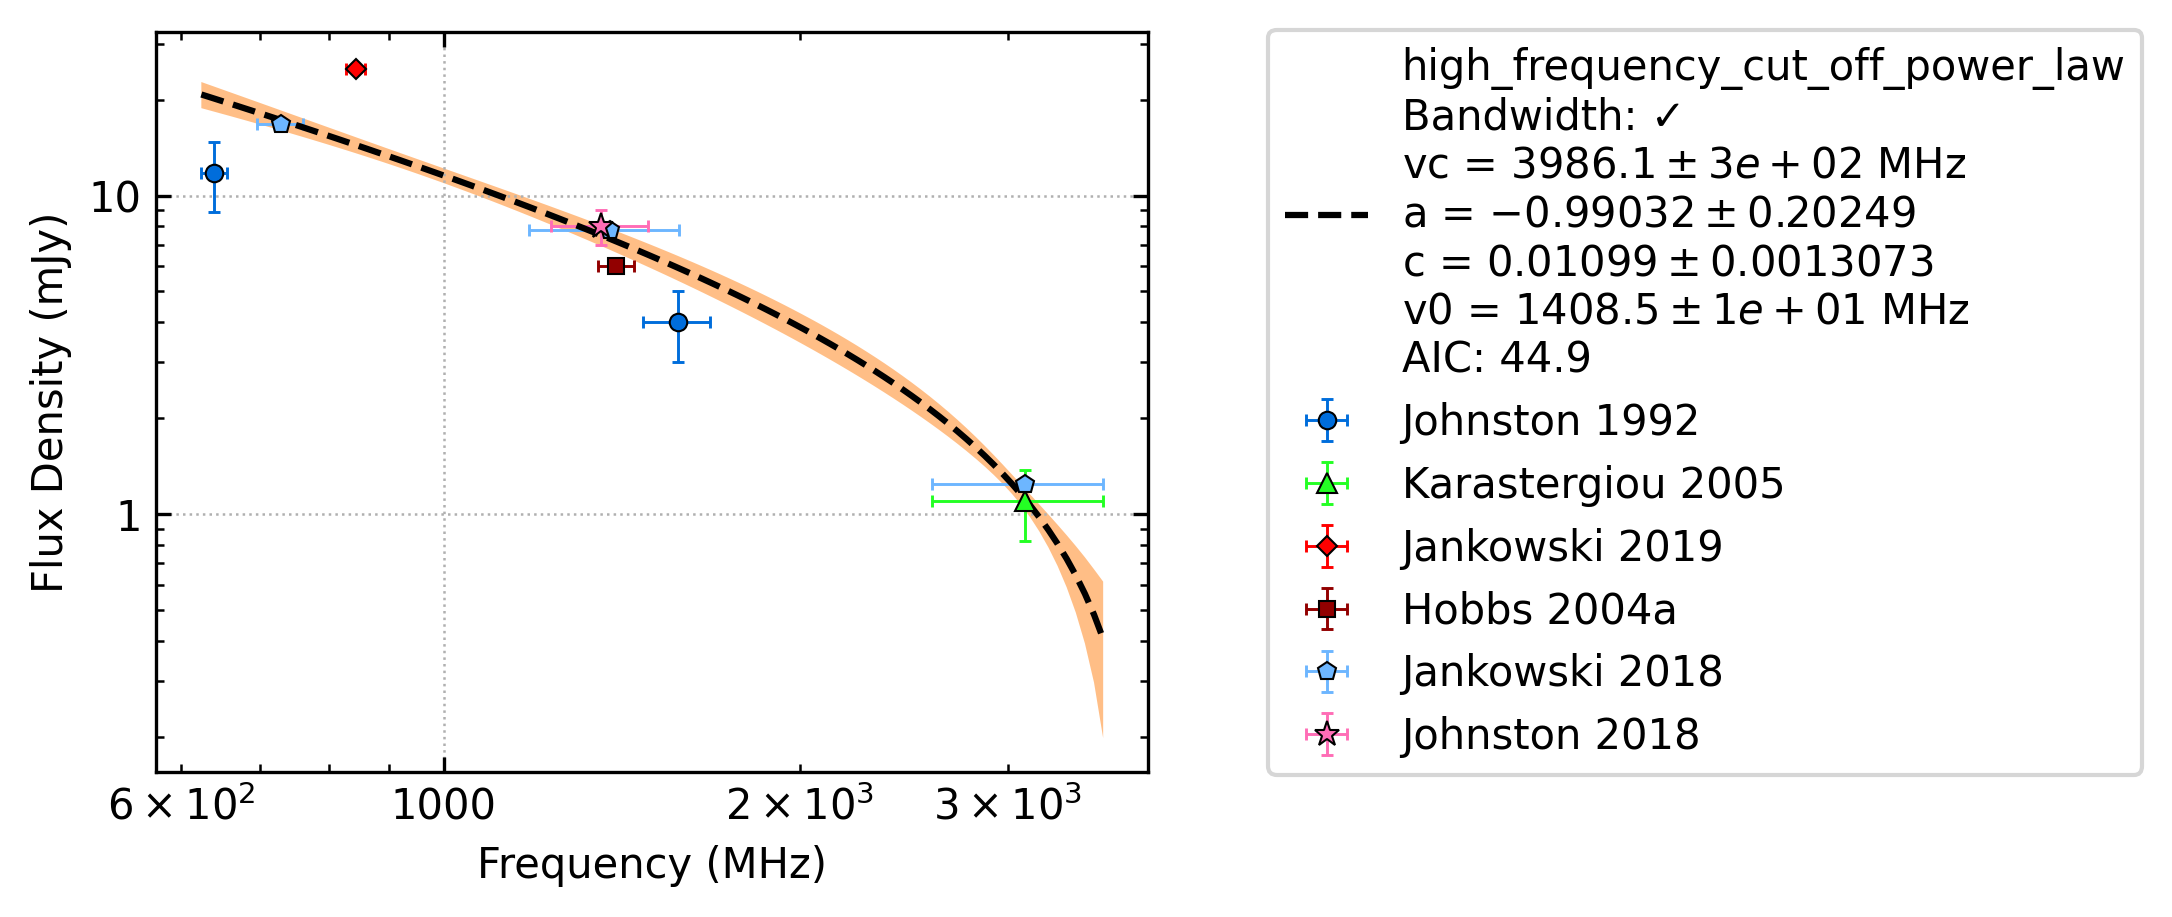 10
1
Flux Density (mJy)
6 × 10²
1000
2 × 10³
3 × 10³
Frequency (MHz)
high_frequency_cut_off_power_law
Bandwidth: ✓
vc = 3986.1 ± 3e + 02 MHz
a = −0.99032 ± 0.20249
c = 0.01099 ± 0.0013073
v0 = 1408.5 ± 1e + 01 MHz
AIC: 44.9
Johnston 1992
Karastergiou 2005
Jankowski 2019
Hobbs 2004a
Jankowski 2018
Johnston 2018